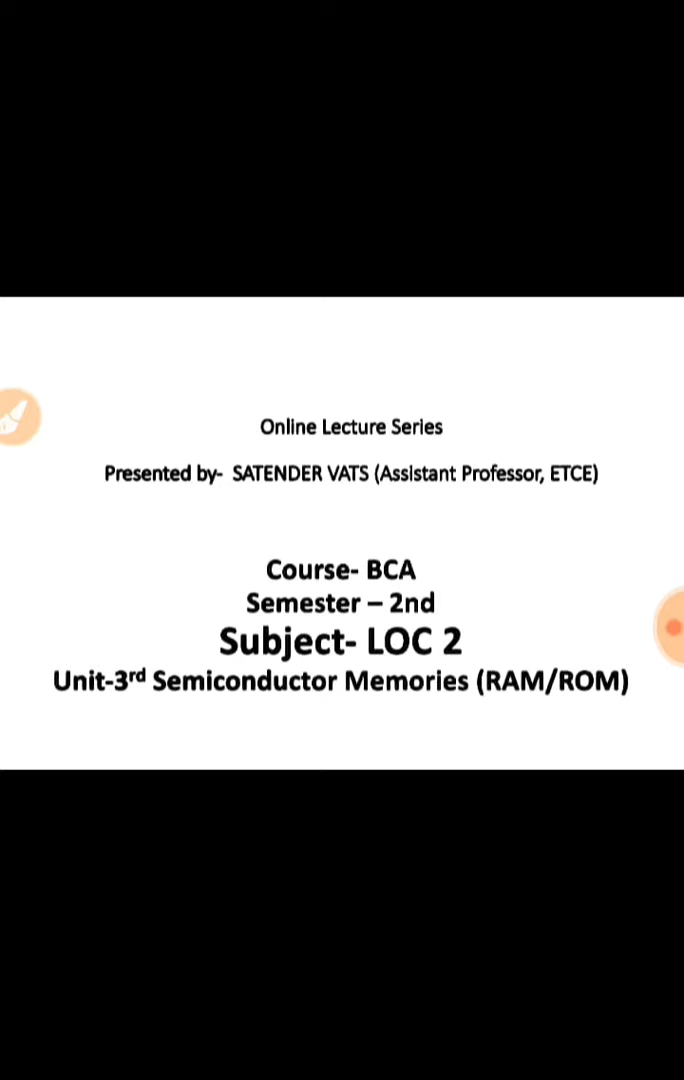 Online Lecture Series
Presented by- SATENDER VATS (Assistant Professor, ETCE)
Course- BCA
Semester – 2nd
Subject- LOC 2
Unit-3rd Semiconductor Memories (RAM/ROM)